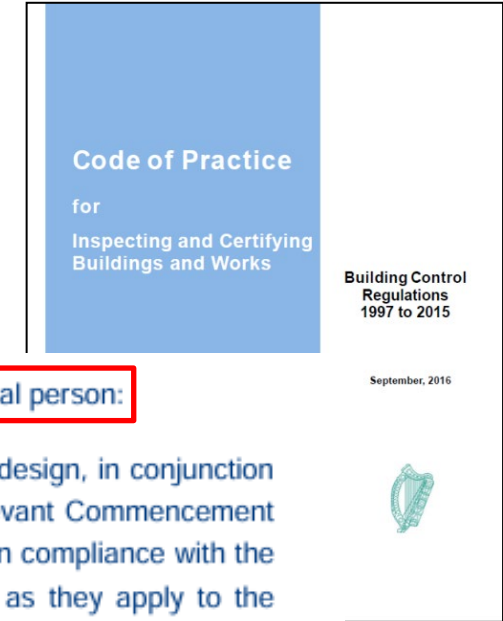 Code of Practice
for
Inspecting and Certifying
Buildings and Works
Building Control
Regulations
1997 to 2015
September, 2016
al person:
design, in conjunction
vant Commencement
n compliance with the
as they apply to the